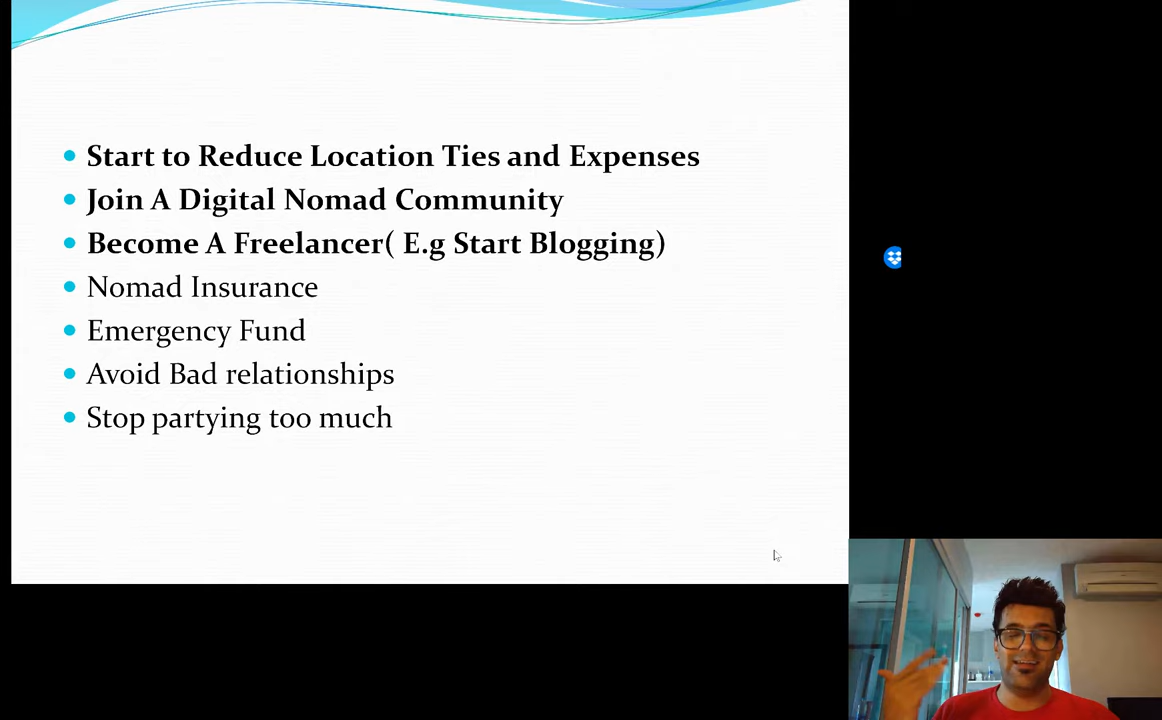 Start to Reduce Location Ties and Expenses
Join A Digital Nomad Community
Become A Freelancer( E.g Start Blogging)
Nomad Insurance
Emergency Fund
Avoid Bad relationships
Stop partying too much